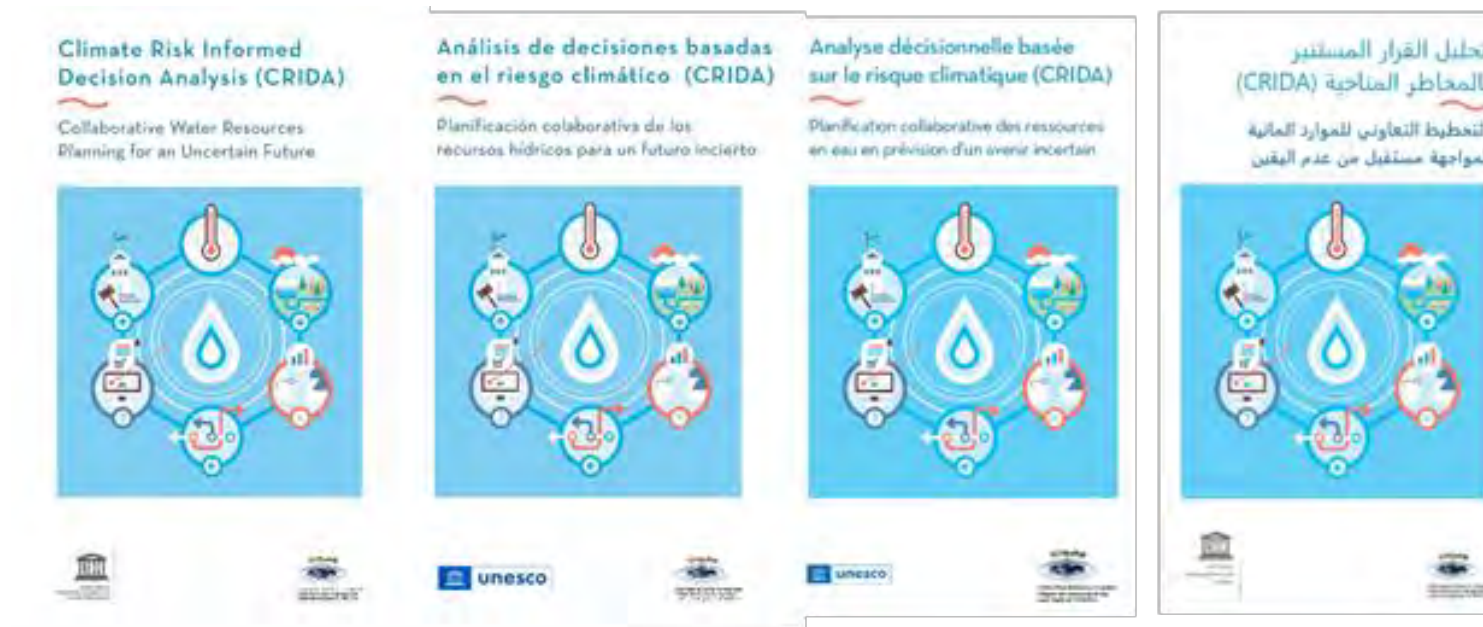 Climate Risk Informed
Decision Analysis (CRIDA)
Collaborative Water Resources
Planning for an Uncertain Future
Análisis de decisiones basadas
en el riesgo climático (CRIDA)
Planificación colaborativa de los
recursos hídricos para un futuro incierto
unesco
Analyse décisionnelle basée
sur le risque climatique (CRIDA)
Planification collaborative des ressources
en eau en prévision d'un avenir incertain
unesco
تحليل القرار المستنير
بالمخاطر المناخية (CRIDA)
التخطيط التعاوني للموارد المائية
لمواجهة مستقبل من عدم اليقين